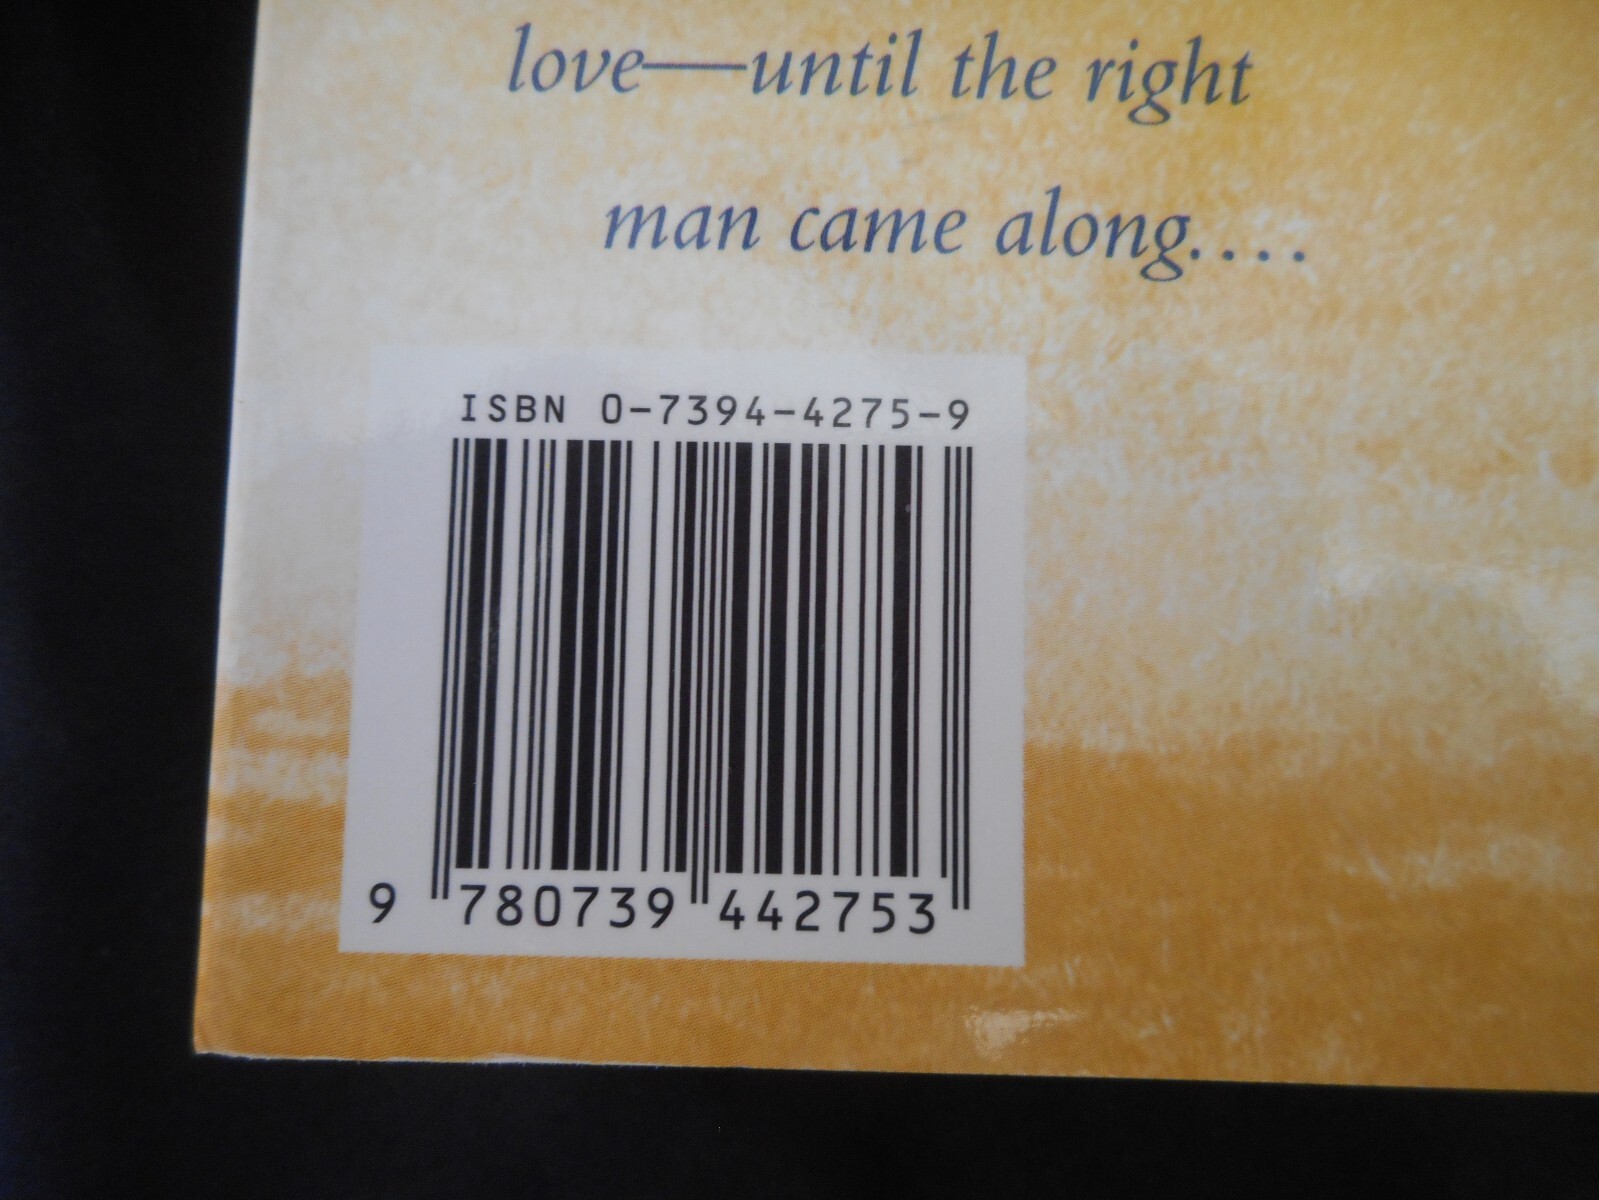 love—until the right
man came along....
ISBN 0-7394-4275-9
9 780739 442753